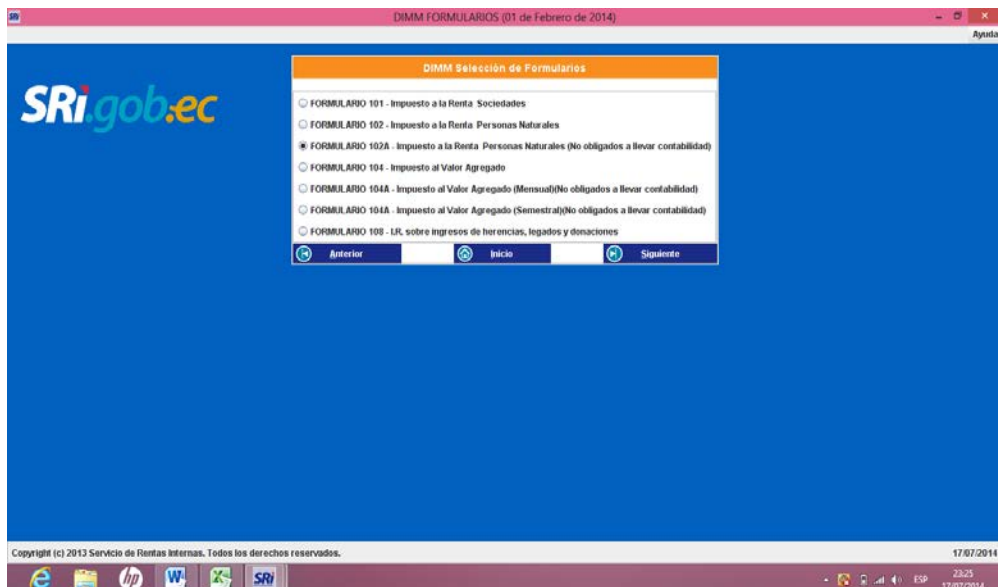 SRi
DIMM FORMULARIOS (01 de Febrero de 2014)
Ayuda
SRi.gob.ec
DIMM Selección de Formularios
FORMULARIO 101 - Impuesto a la Renta Sociedades
FORMULARIO 102 - Impuesto a la Renta Personas Naturales
FORMULARIO 102A - Impuesto a la Renta Personas Naturales (No obligados a llevar contabilidad)
FORMULARIO 104 - Impuesto al Valor Agregado
FORMULARIO 104A - Impuesto al Valor Agregado (Mensual)(No obligados a llevar contabilidad)
FORMULARIO 104A - Impuesto al Valor Agregado (Semestral)(No obligados a llevar contabilidad)
FORMULARIO 108 - I.R. sobre ingresos de herencias, legados y donaciones
Anterior Inicio Siguiente
Copyright (c) 2013 Servicio de Rentas Internas. Todos los derechos reservados. 17/07/2014
hp W X SRi ESP 23:25
17/07/2014